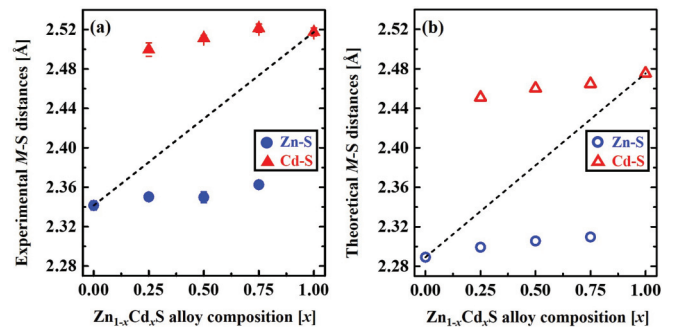 (a)
Experimental M-S distances [Å]
2.52
2.48
2.44
2.40
2.36
2.32
2.28
Zn-S
Cd-S
0.00 0.25 0.50 0.75 1.00
Zn1-xCdxS alloy composition [x]
(b)
Theoretical M-S distances [Å]
2.52
2.48
2.44
2.40
2.36
2.32
2.28
Zn-S
Cd-S
0.00 0.25 0.50 0.75 1.00
Zn1-xCdxS alloy composition [x]